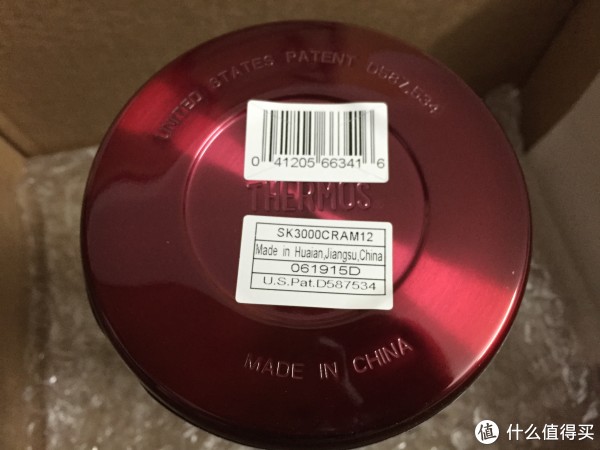 UNITED STATES PATENT D587,534
0 41205 66341 6
THERMOS
SK3000CRAM12
Made in Huaian,Jiangsu,China
061915D
U.S.Pat.D587534
MADE IN CHINA
值 什么值得买